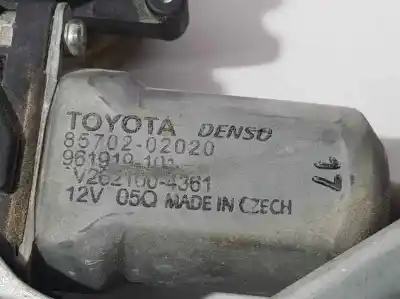 TOYOTA DENSO
85702-02020
961919-101
V262100-4361
12V 05Q MADE IN CZECH